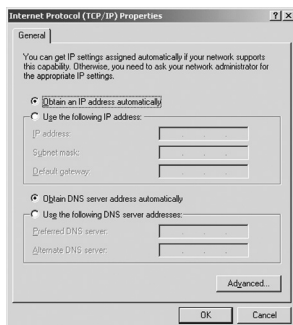 Internet Protocol (TCP/IP) Properties
General
You can get IP settings assigned automatically if your network supports
this capability. Otherwise, you need to ask your network administrator for
the appropriate IP settings.
Obtain an IP address automatically
Use the following IP address:
IP address:
Subnet mask:
Default gateway:
Obtain DNS server address automatically
Use the following DNS server addresses:
Preferred DNS server:
Alternate DNS server:
Advanced...
OK
Cancel